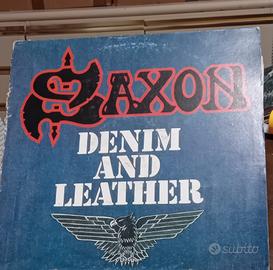 SAXON
DENIM
AND
LEATHER
subito